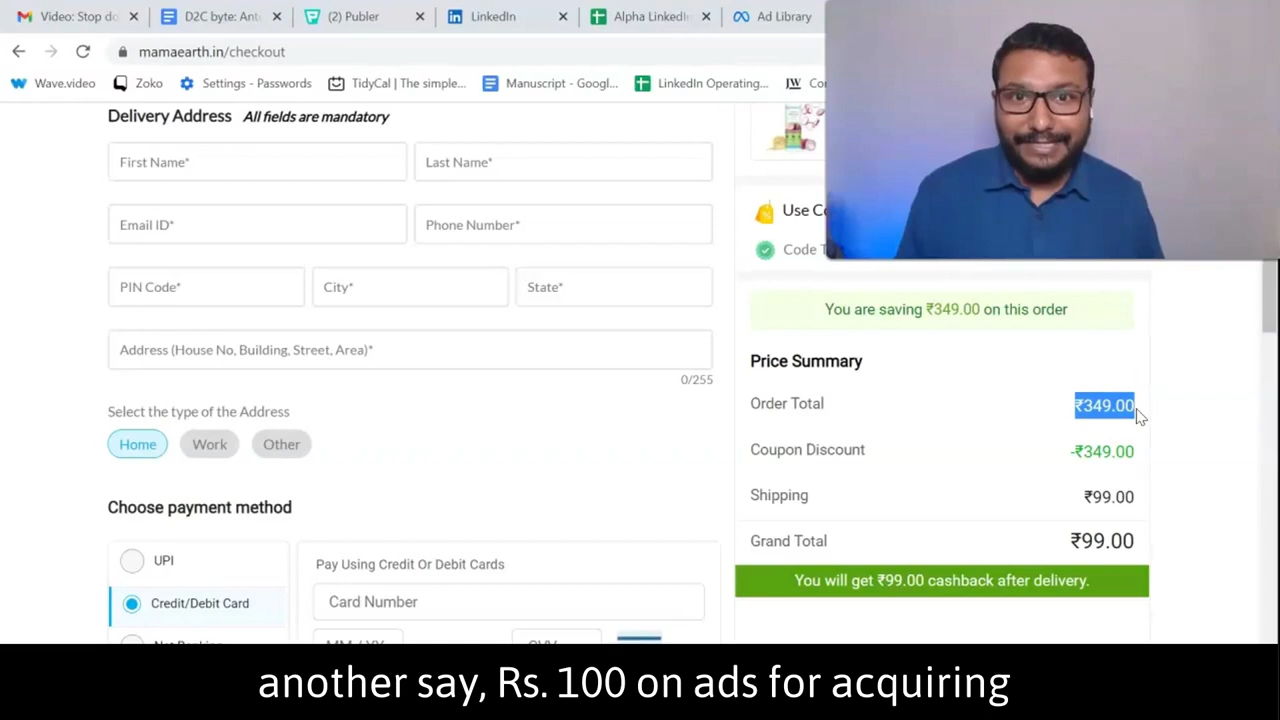 Video: Stop do
D2C byte: Ant
(2) Publer
LinkedIn
Alpha LinkedIn
Ad Library
mamaearth.in/checkout
Wave.video
Zoko
Settings - Passwords
TidyCal | The simple...
Manuscript - Googl...
LinkedIn Operating...
JW
Delivery Address All fields are mandatory
First Name*
Last Name*
Email ID*
Phone Number*
PIN Code*
City*
State*
Address (House No, Building, Street, Area)*
0/255
Select the type of the Address
Home
Work
Other
Choose payment method
UPI
Credit/Debit Card
Pay Using Credit Or Debit Cards
Card Number
Use
Code
You are saving ₹349.00 on this order
Price Summary
Order Total ₹349.00
Coupon Discount -₹349.00
Shipping ₹99.00
Grand Total ₹99.00
You will get ₹99.00 cashback after delivery.
another say, Rs. 100 on ads for acquiring